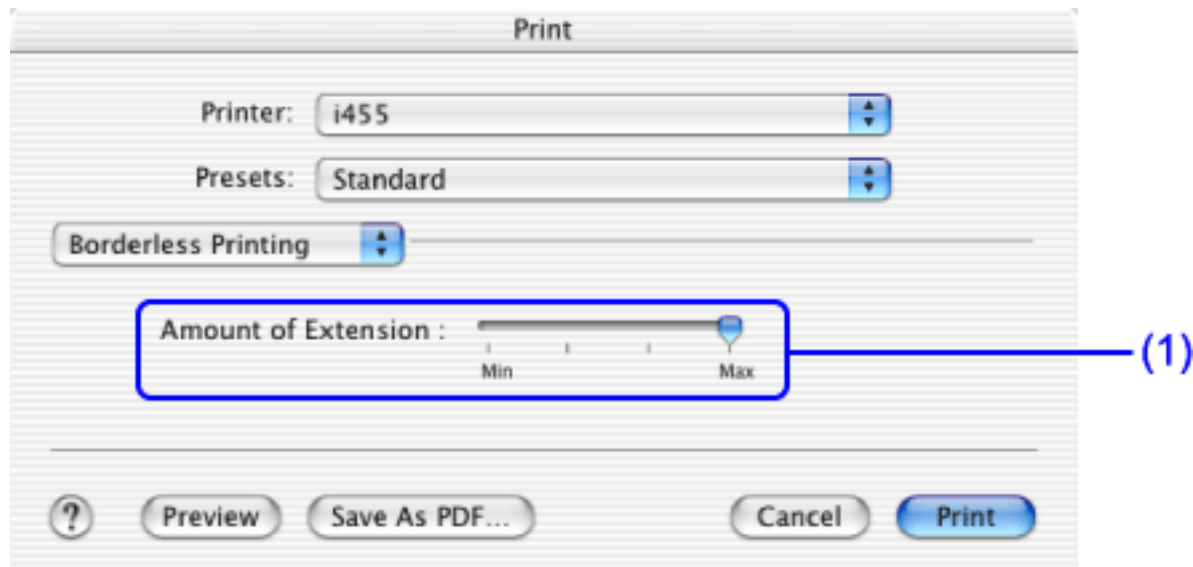 Print
Printer: i455
Presets: Standard
Borderless Printing
Amount of Extension :
Min Max
(1)
? Preview Save As PDF... Cancel Print